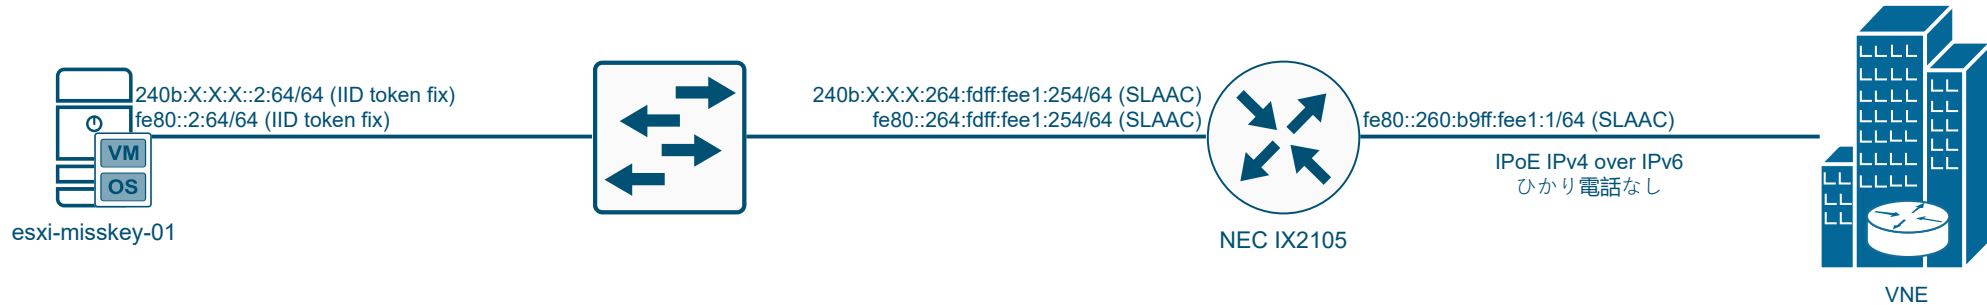 240b:X:X:X::2:64/64 (IID token fix)
fe80::2:64/64 (IID token fix)
VM
OS
esxi-misskey-01
240b:X:X:X:264:fdff:fee1:254/64 (SLAAC)
fe80::264:fdff:fee1:254/64 (SLAAC)
NEC IX2105
fe80::260:b9ff:fee1:1/64 (SLAAC)
IPoE IPv4 over IPv6
ひかり電話なし
VNE